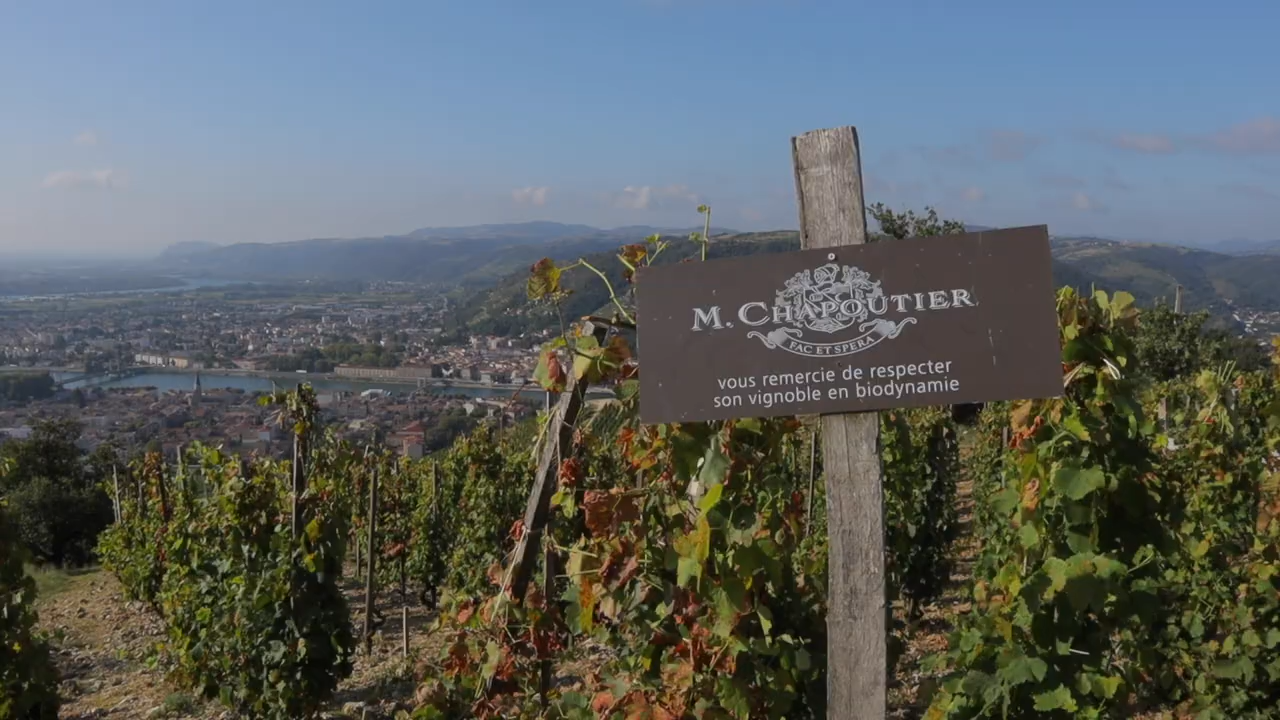 M. CHAPOUTIER
FAC ET SPERA
vous remercie de respecter
son vignoble en biodynamie